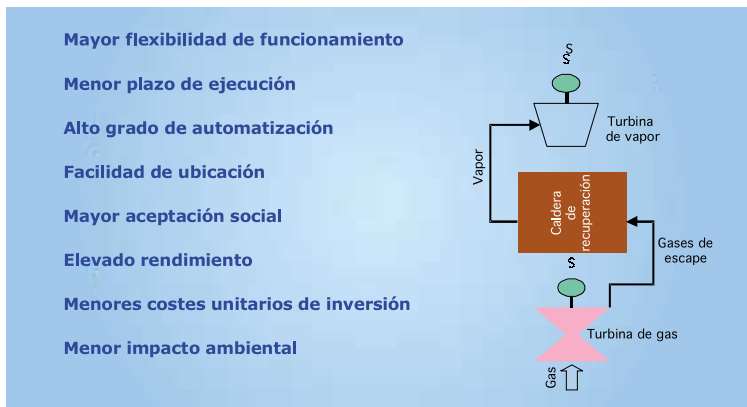 Mayor flexibilidad de funcionamiento
Menor plazo de ejecución
Alto grado de automatización
Facilidad de ubicación
Mayor aceptación social
Elevado rendimiento
Menores costes unitarios de inversión
Menor impacto ambiental
S
S
Turbina
de vapor
Vapor
Caldera
de
recuperación
Gases de
escape
S
Turbina de gas
Gas